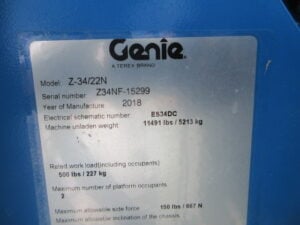 Genie
A TEREX BRAND
Model: Z-34/22N
Serial number: Z34NF-15299
Year of Manufacture 2018
Electrical schematic number: ES34DC
Machine unladen weight: 11491 lbs / 5213 kg
Rated work load(including occupants)
500 lbs / 227 kg
Maximum number of platform occupants
2
Maximum allowable side force 150 lbs / 667 N
Maximum allowable inclination of the chassis